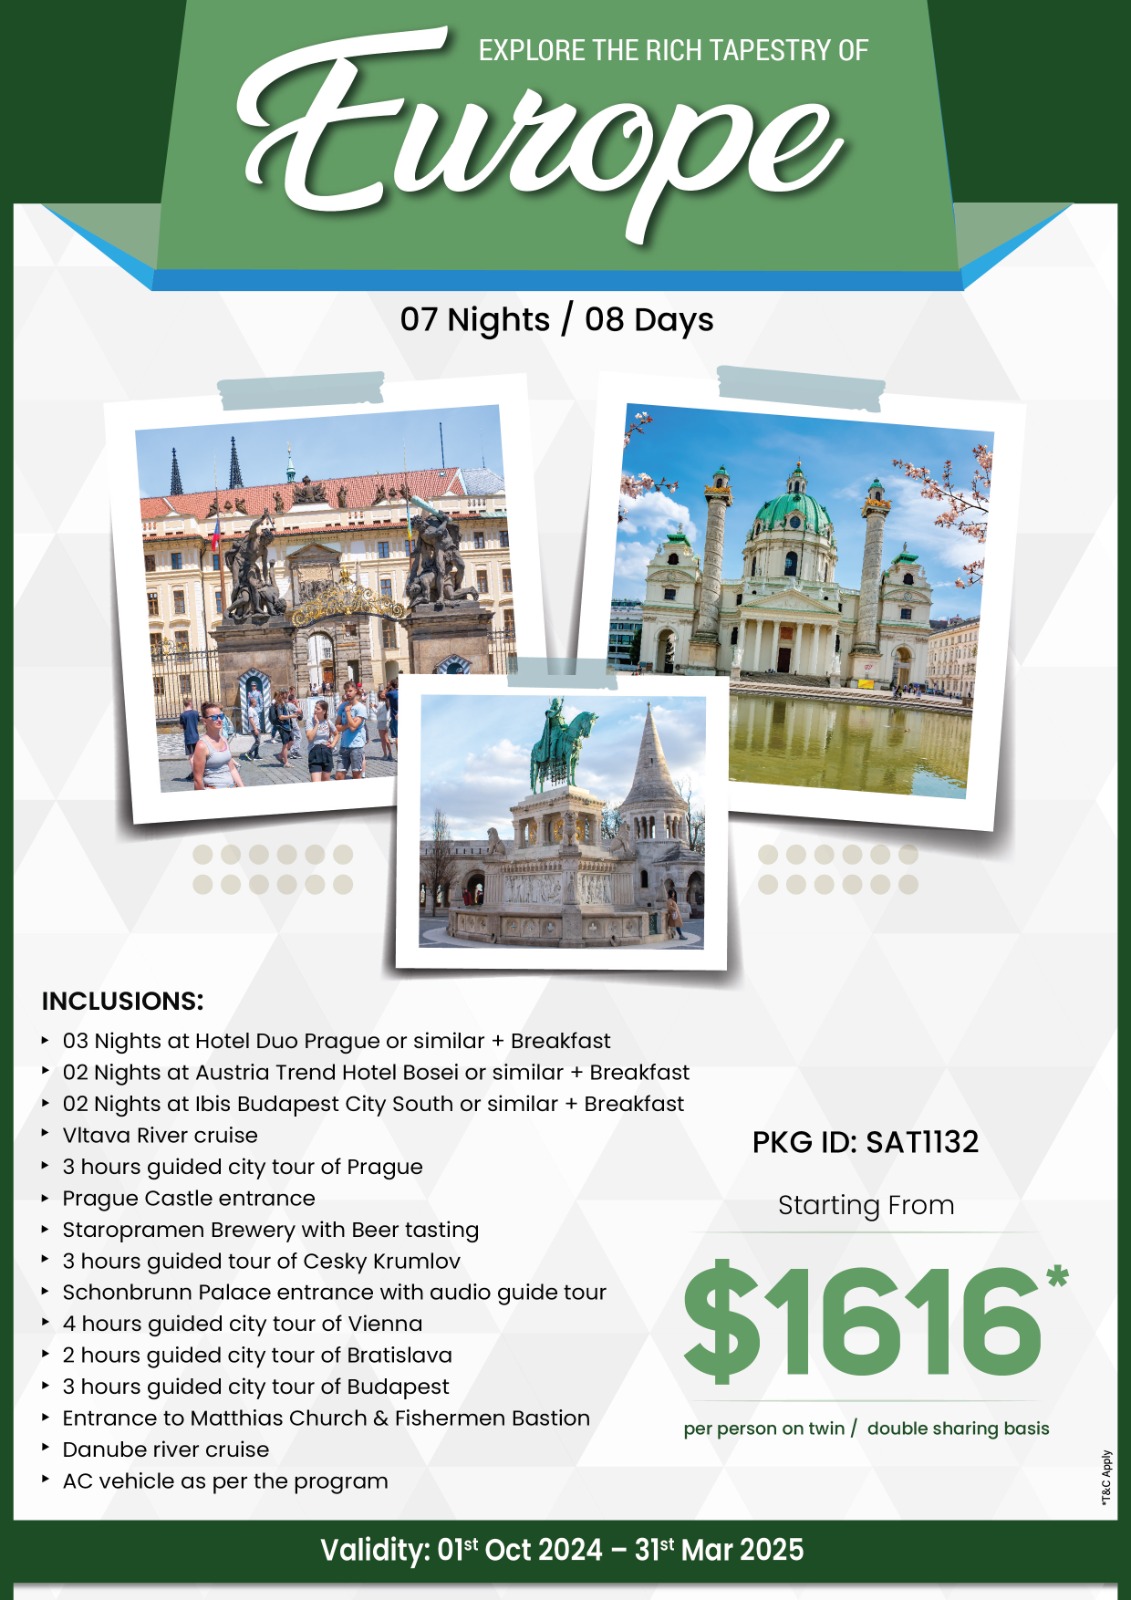 EXPLORE THE RICH TAPESTRY OF
Europe
07 Nights / 08 Days
INCLUSIONS:
‣ 03 Nights at Hotel Duo Prague or similar + Breakfast
‣ 02 Nights at Austria Trend Hotel Bosei or similar + Breakfast
‣ 02 Nights at Ibis Budapest City South or similar + Breakfast
‣ Vltava River cruise
‣ 3 hours guided city tour of Prague
‣ Prague Castle entrance
‣ Staropramen Brewery with Beer tasting
‣ 3 hours guided tour of Cesky Krumlov
‣ Schonbrunn Palace entrance with audio guide tour
‣ 4 hours guided city tour of Vienna
‣ 2 hours guided city tour of Bratislava
‣ 3 hours guided city tour of Budapest
‣ Entrance to Matthias Church & Fishermen Bastion
‣ Danube river cruise
‣ AC vehicle as per the program
PKG ID: SAT1132
Starting From
$1616*
per person on twin / double sharing basis
*T&C Apply
Validity: 01st Oct 2024 – 31st Mar 2025